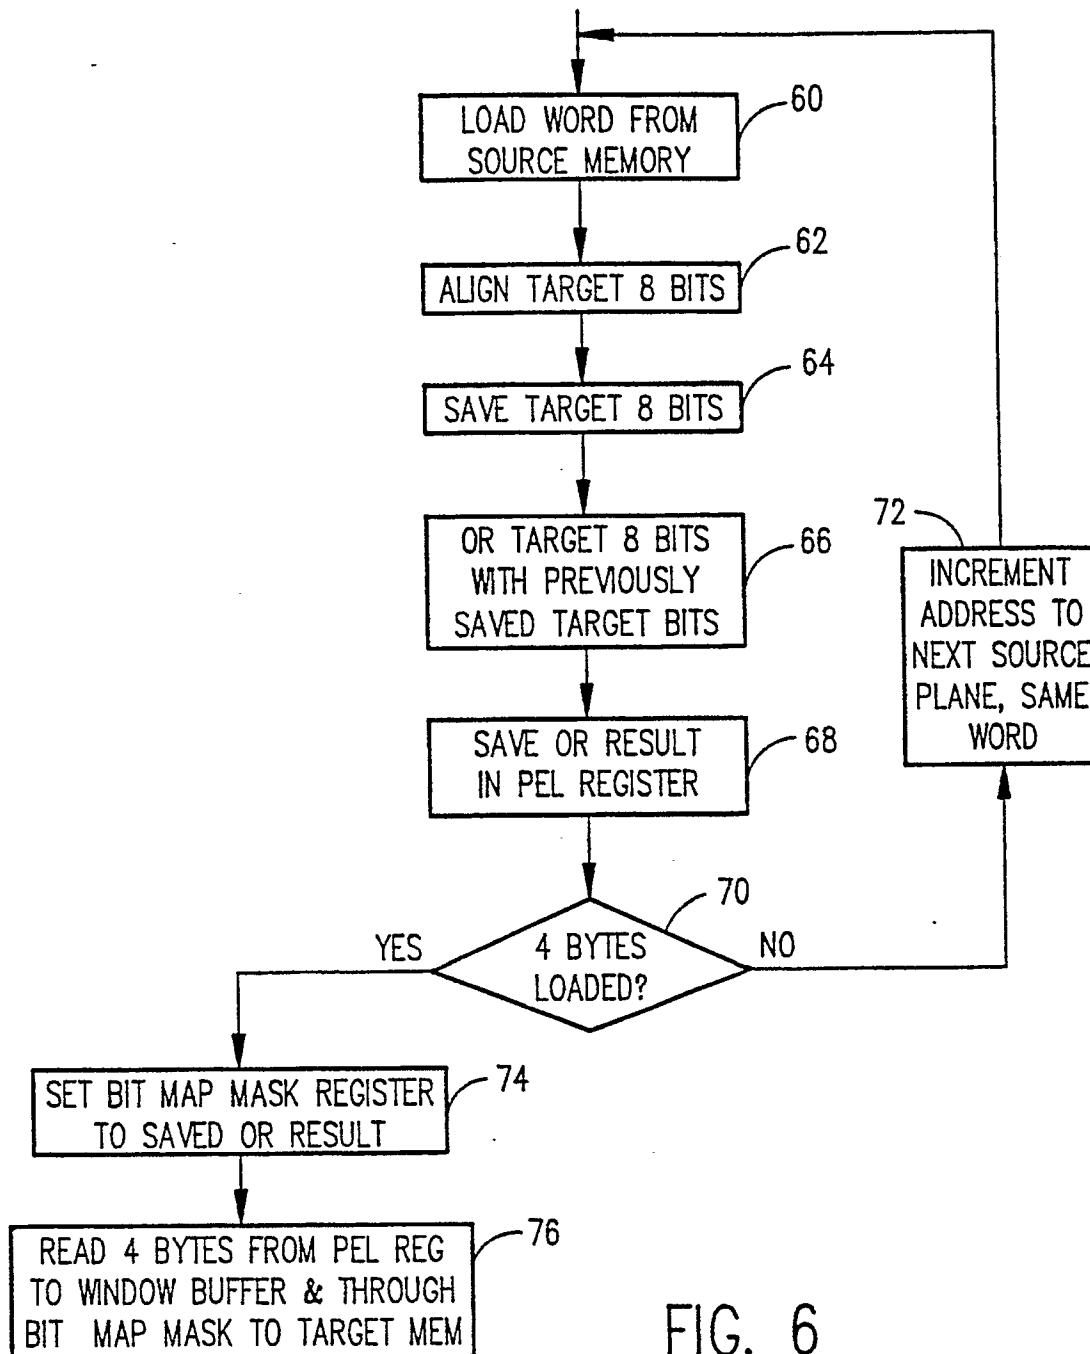 60
LOAD WORD FROM
SOURCE MEMORY
62
ALIGN TARGET 8 BITS
64
SAVE TARGET 8 BITS
66
OR TARGET 8 BITS
WITH PREVIOUSLY
SAVED TARGET BITS
72
INCREMENT
ADDRESS TO
NEXT SOURCE
PLANE, SAME
WORD
68
SAVE OR RESULT
IN PEL REGISTER
70
4 BYTES
LOADED?
YES
NO
74
SET BIT MAP MASK REGISTER
TO SAVED OR RESULT
76
READ 4 BYTES FROM PEL REG
TO WINDOW BUFFER & THROUGH
BIT MAP MASK TO TARGET MEM
FIG. 6